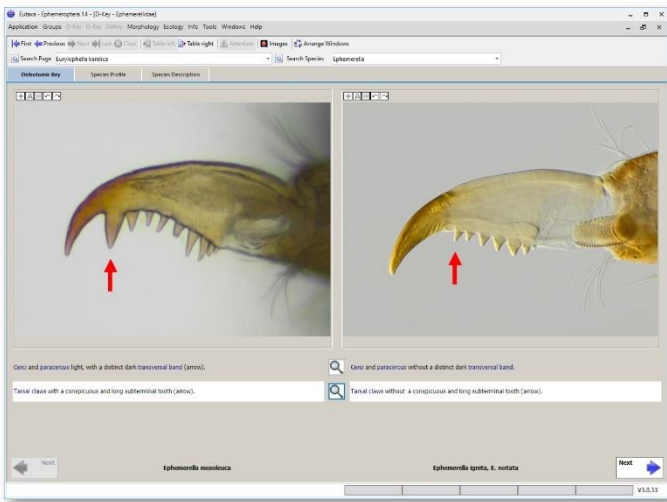 Eutaxa - Ephemeroptera 14 - [D-Key - Ephemerellidae]
Application Groups D-Key G-Key Gallery Morphology Ecology Info Tools Windows Help
First Previous Next Last Clear Table left Table right Attention Images Arrange Windows
Search Page Eurylophella karelica Search Species Ephemerella
Dichotomic Key Species Profile Species Description
Cerci and paracercus light, with a distinct dark transversal band (arrow). Cerci and paracercus without a distinct dark transversal band.
Tarsal claws with a conspicuous and long subterminal tooth (arrow). Tarsal claws without a conspicuous and long subterminal tooth (arrow).
Next Ephemerella mesoleuca Ephemerella ignita, E. notata Next
V3.0.33